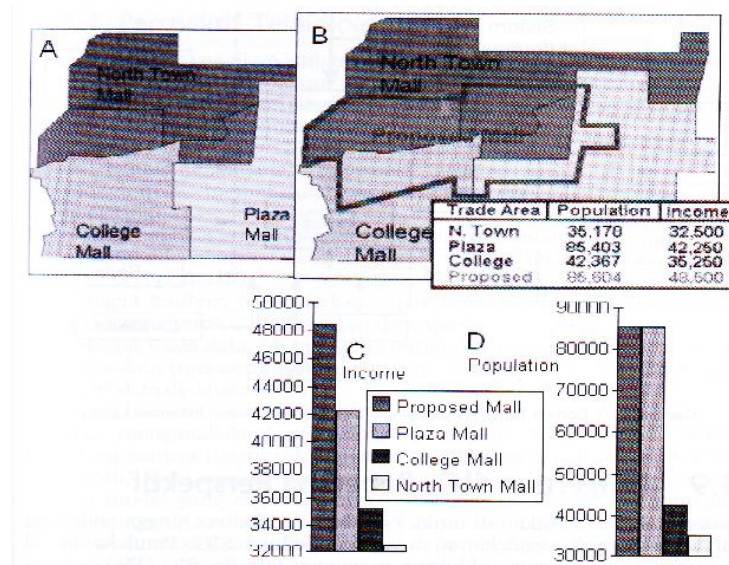 A
North Town
Mall
College
Mall
Plaza
Mall
B
North Town
Mall
Proposed Mall
College
Mall
Trade Area Population Income
N. Town 35,170 32,500
Plaza 85,403 42,250
College 42,367 35,250
Proposed 85,604 48,500
C
Income
50000
48000
46000
44000
42000
40000
38000
36000
34000
32000
D
Population
90000
80000
70000
60000
50000
40000
30000
Proposed Mall
Plaza Mall
College Mall
North Town Mall